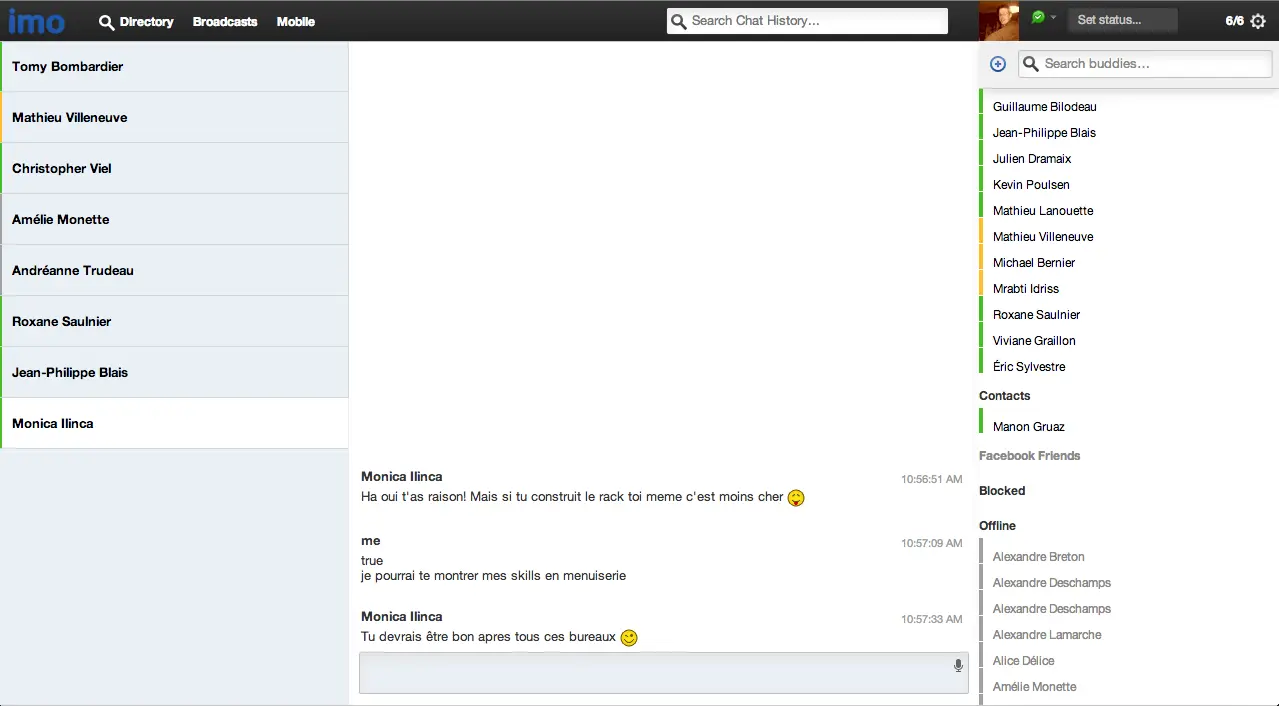 imo
Directory
Broadcasts
Mobile
Search Chat History...
Set status...
6/6
Tomy Bombardier
Mathieu Villeneuve
Christopher Viel
Amélie Monette
Andréanne Trudeau
Roxane Saulnier
Jean-Philippe Blais
Monica Ilinca
Monica Ilinca
10:56:51 AM
Ha oui t'as raison! Mais si tu construit le rack toi meme c'est moins cher
me
10:57:09 AM
true
je pourrai te montrer mes skills en menuiserie
Monica Ilinca
10:57:33 AM
Tu devrais être bon apres tous ces bureaux
Search buddies...
Guillaume Bilodeau
Jean-Philippe Blais
Julien Dramaix
Kevin Poulsen
Mathieu Lanouette
Mathieu Villeneuve
Michael Bernier
Mrabti Idriss
Roxane Saulnier
Viviane Graillon
Éric Sylvestre
Contacts
Manon Gruaz
Facebook Friends
Blocked
Offline
Alexandre Breton
Alexandre Deschamps
Alexandre Deschamps
Alexandre Lamarche
Alice Délice
Amélie Monette